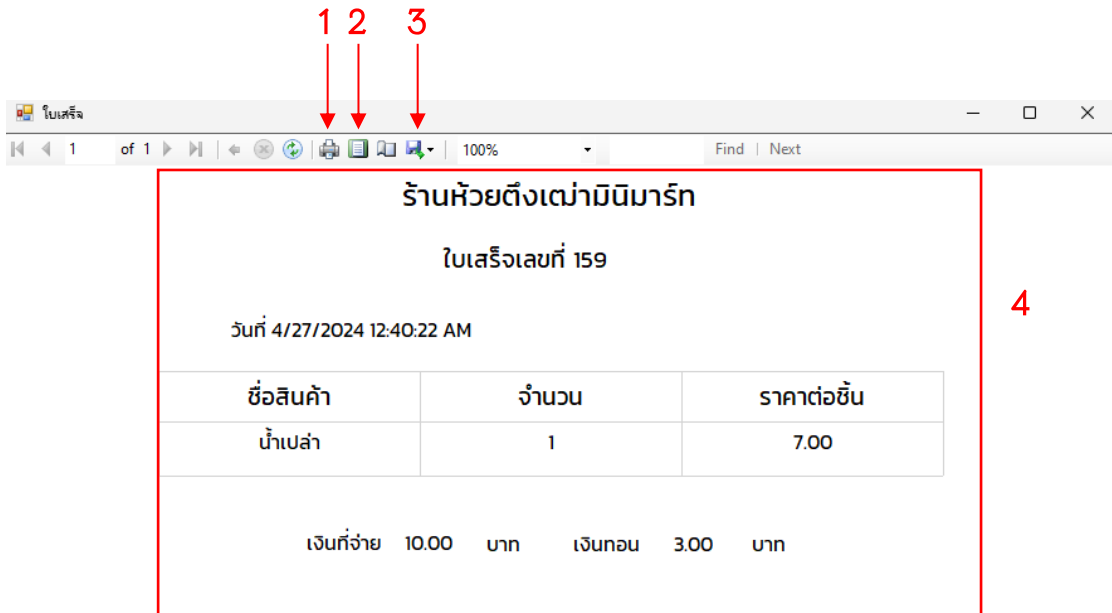 1 2 3
ใบเสร็จ
1 of 1 100% Find | Next
ร้านห้วยตึงเฒ่ามินิมาร์ท
ใบเสร็จเลขที่ 159
4
วันที่ 4/27/2024 12:40:22 AM
ชื่อสินค้า จำนวน ราคาต่อชิ้น
น้ำเปล่า 1 7.00
เงินที่จ่าย 10.00 บาท เงินทอน 3.00 บาท